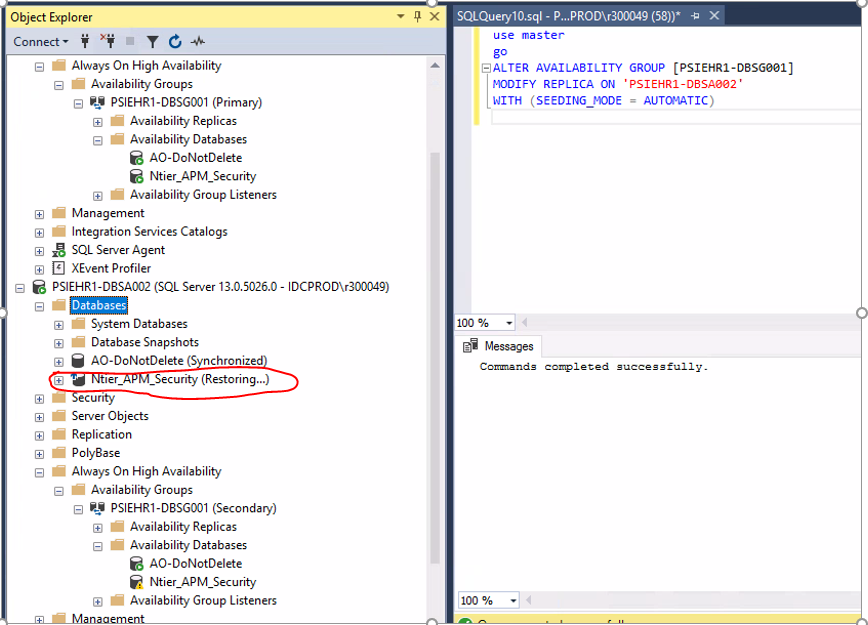 Object Explorer
Connect
Always On High Availability
Availability Groups
PSIEHR1-DBSG001 (Primary)
Availability Replicas
Availability Databases
AO-DoNotDelete
Ntier_APM_Security
Availability Group Listeners
Management
Integration Services Catalogs
SQL Server Agent
XEvent Profiler
PSIEHR1-DBSA002 (SQL Server 13.0.5026.0 - IDCPROD\r300049)
Databases
System Databases
Database Snapshots
AO-DoNotDelete (Synchronized)
Ntier_APM_Security (Restoring...)
Security
Server Objects
Replication
PolyBase
Always On High Availability
Availability Groups
PSIEHR1-DBSG001 (Secondary)
Availability Replicas
Availability Databases
AO-DoNotDelete
Ntier_APM_Security
Availability Group Listeners
Management
SQLQuery10.sql - P...PROD\r300049 (58))*
use master
go
ALTER AVAILABILITY GROUP [PSIEHR1-DBSG001]
MODIFY REPLICA ON 'PSIEHR1-DBSA002'
WITH (SEEDING_MODE = AUTOMATIC)
100 %
Messages
Commands completed successfully.
100 %